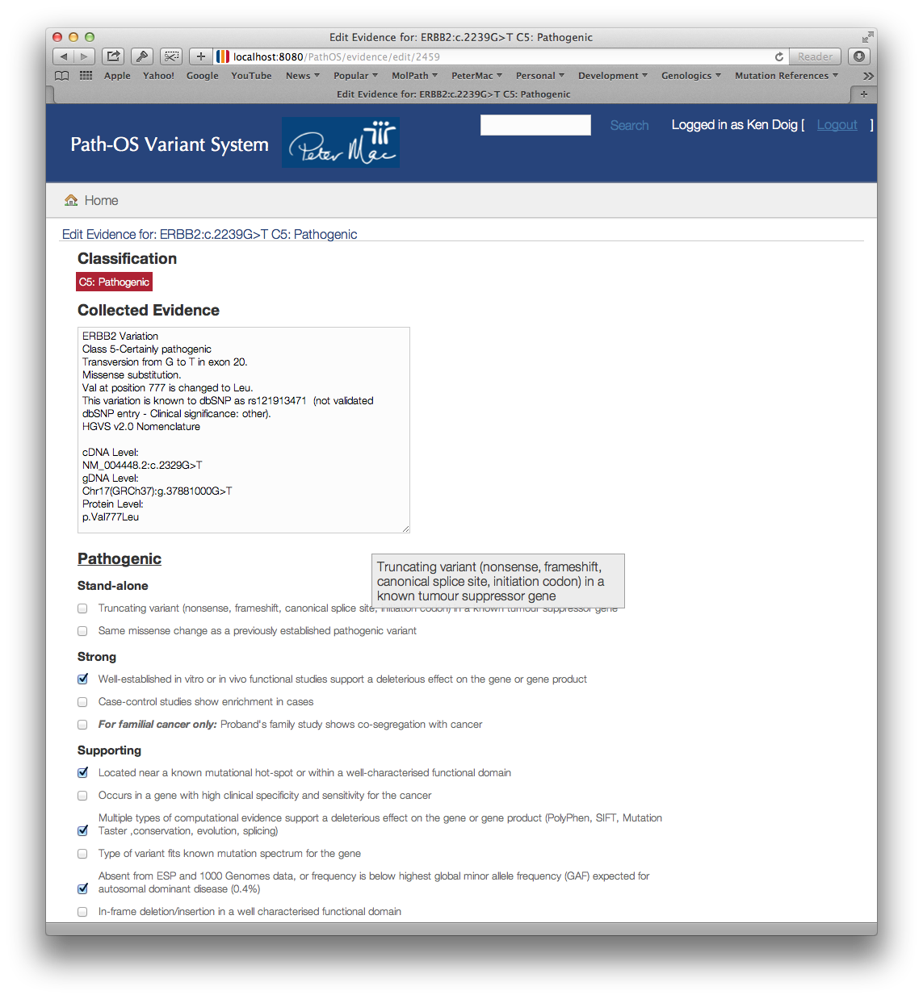 Edit Evidence for: ERBB2:c.2239G>T C5: Pathogenic
localhost:8080/PathOS/evidence/edit/2459
Reader
Apple Yahoo! Google YouTube News Popular MolPath PeterMac Personal Development Genologics Mutation References
Edit Evidence for: ERBB2:c.2239G>T C5: Pathogenic
Path-OS Variant System
Peter Mac
Search
Logged in as Ken Doig [ Logout ]
Home
Edit Evidence for: ERBB2:c.2239G>T C5: Pathogenic
Classification
C5: Pathogenic
Collected Evidence
ERBB2 Variation
Class 5-Certainly pathogenic
Transversion from G to T in exon 20.
Missense substitution.
Val at position 777 is changed to Leu.
This variation is known to dbSNP as rs121913471 (not validated
dbSNP entry - Clinical significance: other).
HGVS v2.0 Nomenclature
cDNA Level:
NM_004448.2:c.2329G>T
gDNA Level:
Chr17(GRCh37):g.37881000G>T
Protein Level:
p.Val777Leu
Pathogenic
Truncating variant (nonsense, frameshift,
canonical splice site, initiation codon) in a
known tumour suppressor gene
Stand-alone
Truncating variant (nonsense, frameshift, canonical splice site, initiation codon) in a known tumour suppressor gene
Same missense change as a previously established pathogenic variant
Strong
Well-established in vitro or in vivo functional studies support a deleterious effect on the gene or gene product
Case-control studies show enrichment in cases
For familial cancer only: Proband's family study shows co-segregation with cancer
Supporting
Located near a known mutational hot-spot or within a well-characterised functional domain
Occurs in a gene with high clinical specificity and sensitivity for the cancer
Multiple types of computational evidence support a deleterious effect on the gene or gene product (PolyPhen, SIFT, Mutation
Taster ,conservation, evolution, splicing)
Type of variant fits known mutation spectrum for the gene
Absent from ESP and 1000 Genomes data, or frequency is below highest global minor allele frequency (GAF) expected for
autosomal dominant disease (0.4%)
In-frame deletion/insertion in a well characterised functional domain